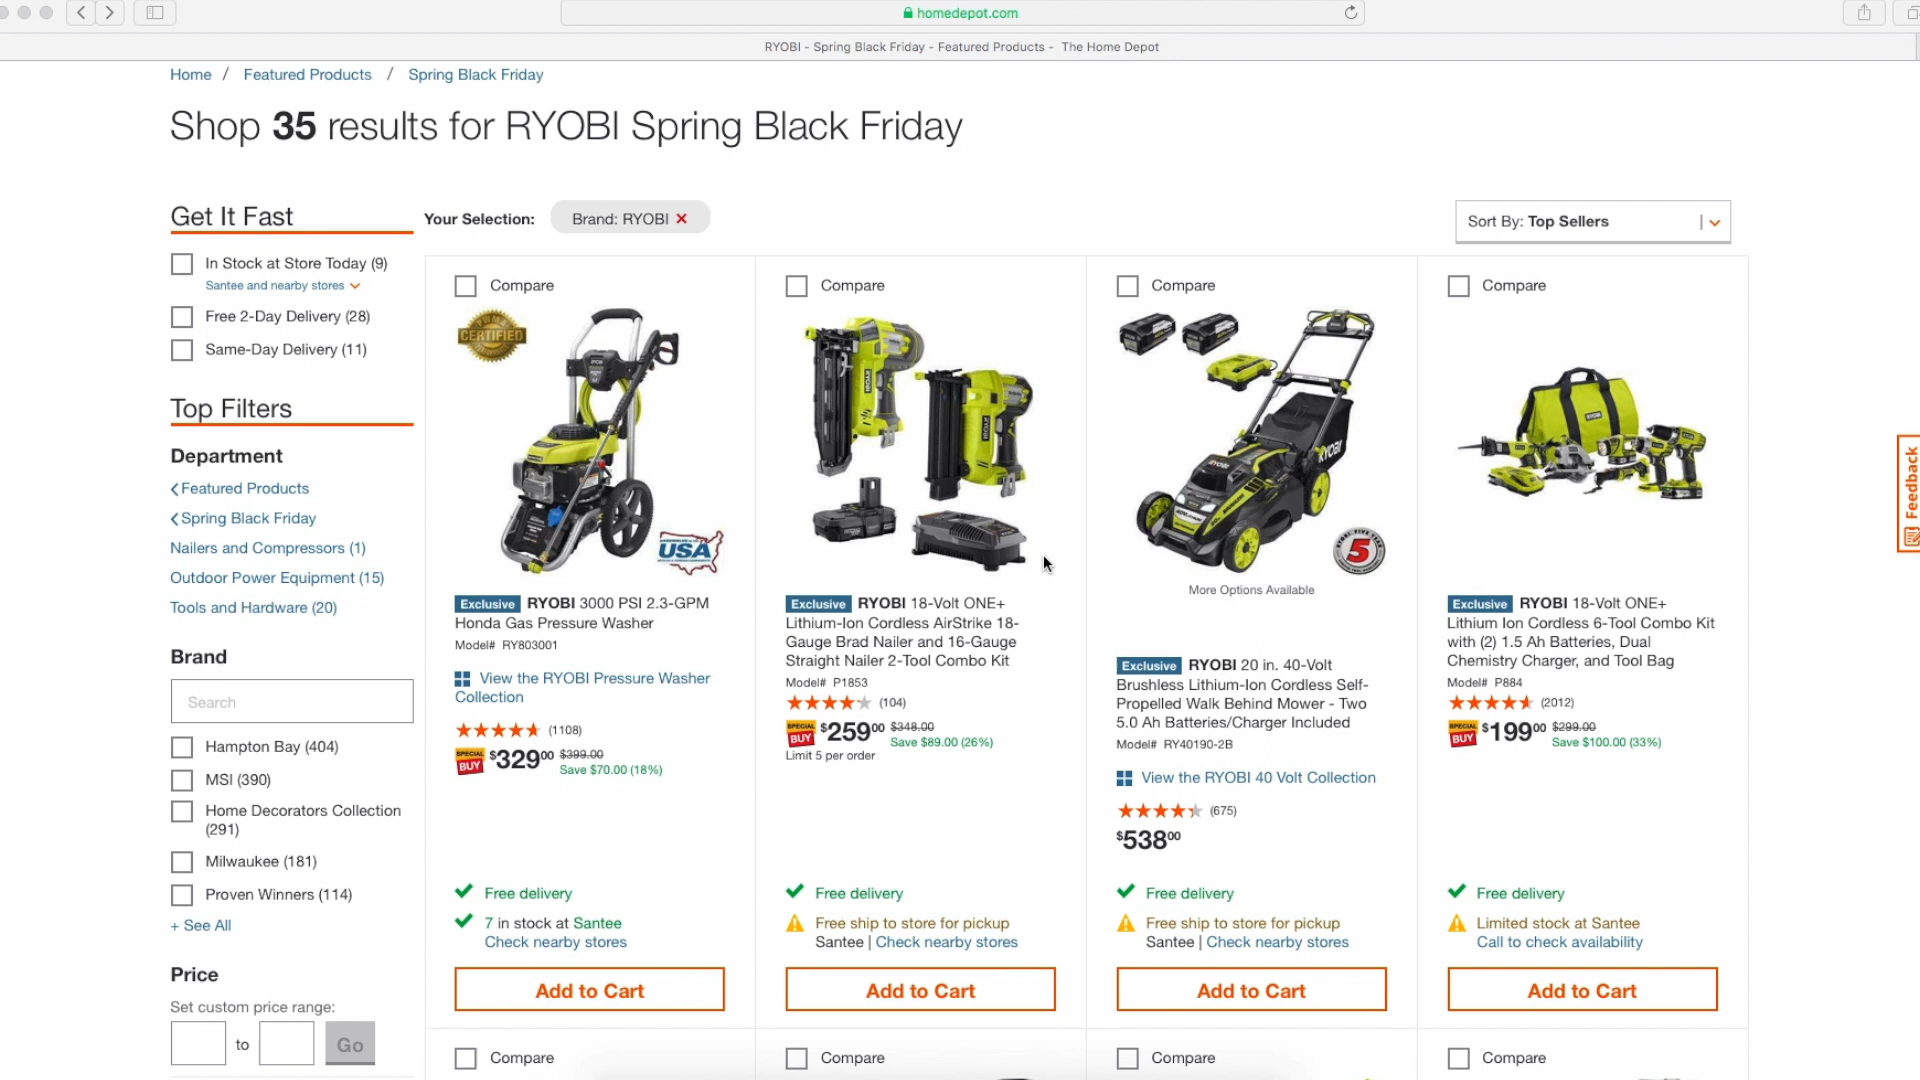 homedepot.com
RYOBI - Spring Black Friday - Featured Products - The Home Depot
Home / Featured Products / Spring Black Friday
Shop 35 results for RYOBI Spring Black Friday
Get It Fast
In Stock at Store Today (9)
Santee and nearby stores
Free 2-Day Delivery (28)
Same-Day Delivery (11)
Top Filters
Department
Featured Products
Spring Black Friday
Nailers and Compressors (1)
Outdoor Power Equipment (15)
Tools and Hardware (20)
Brand
Search
Hampton Bay (404)
MSI (390)
Home Decorators Collection
(291)
Milwaukee (181)
Proven Winners (114)
+ See All
Price
Set custom price range:
to
Go
Your Selection:
Brand: RYOBI
Sort By: Top Sellers
Compare
CERTIFIED
USA
Exclusive RYOBI 3000 PSI 2.3-GPM
Honda Gas Pressure Washer
Model# RY803001
View the RYOBI Pressure Washer
Collection
(1108)
SPECIAL BUY $329.00 $399.00
Save $70.00 (18%)
Free delivery
7 in stock at Santee
Check nearby stores
Add to Cart
Compare
RYOBI
RYOBI
Exclusive RYOBI 18-Volt ONE+
Lithium-Ion Cordless AirStrike 18-
Gauge Brad Nailer and 16-Gauge
Straight Nailer 2-Tool Combo Kit
Model# P1853
(104)
SPECIAL BUY $259.00 $348.00
Save $89.00 (26%)
Limit 5 per order
Free delivery
Free ship to store for pickup
Santee | Check nearby stores
Add to Cart
Compare
RYOBI
5
More Options Available
Exclusive RYOBI 20 in. 40-Volt
Brushless Lithium-Ion Cordless Self-
Propelled Walk Behind Mower - Two
5.0 Ah Batteries/Charger Included
Model# RY40190-2B
View the RYOBI 40 Volt Collection
(675)
$538.00
Free delivery
Free ship to store for pickup
Santee | Check nearby stores
Add to Cart
Compare
RYOBI
Exclusive RYOBI 18-Volt ONE+
Lithium Ion Cordless 6-Tool Combo Kit
with (2) 1.5 Ah Batteries, Dual
Chemistry Charger, and Tool Bag
Model# P884
(2012)
SPECIAL BUY $199.00 $299.00
Save $100.00 (33%)
Free delivery
Limited stock at Santee
Call to check availability
Add to Cart
Feedback
Compare
Compare
Compare
Compare